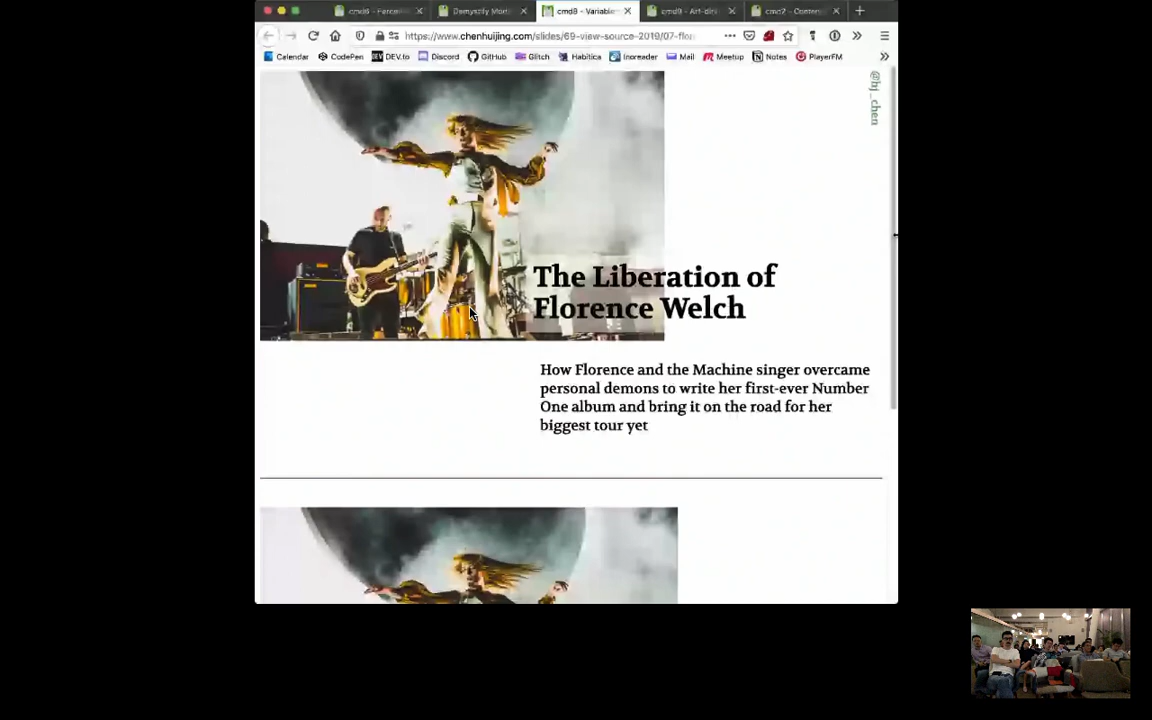 cmd8 - Variable
https://www.chenhuijing.com/slides/69-view-source-2019/07-flor
Calendar CodePen DEV.to Discord GitHub Glitch Habitica Inoreader Mail Meetup Notes PlayerFM
@hj_chen
The Liberation of
Florence Welch
How Florence and the Machine singer overcame
personal demons to write her first-ever Number
One album and bring it on the road for her
biggest tour yet